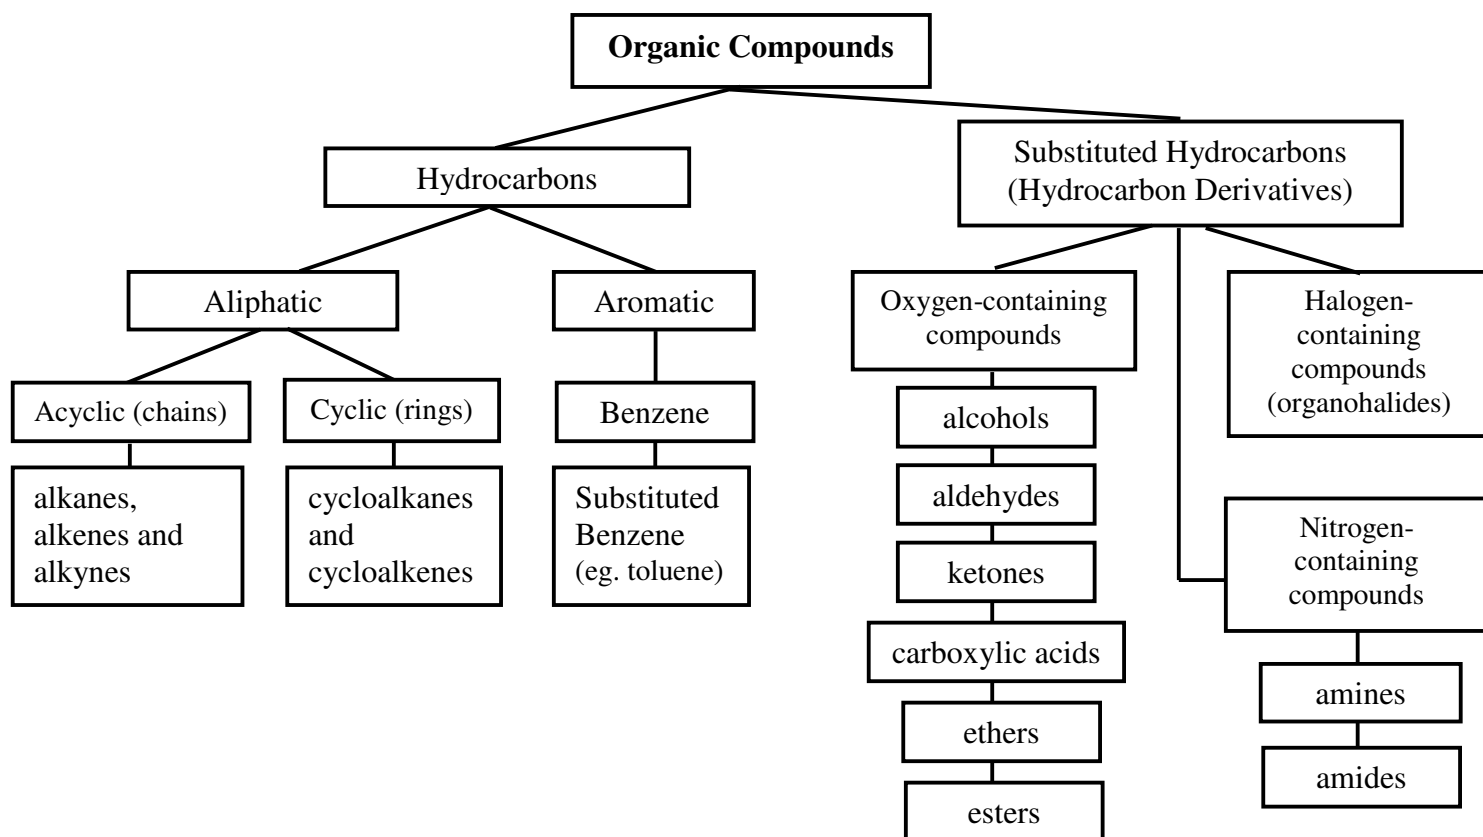 Organic Compounds
Hydrocarbons
Substituted Hydrocarbons
(Hydrocarbon Derivatives)
Aliphatic
Aromatic
Oxygen-containing
compounds
Halogen-
containing
compounds
(organohalides)
Acyclic (chains)
Cyclic (rings)
Benzene
alcohols
alkanes,
alkenes and
alkynes
cycloalkanes
and
cycloalkenes
Substituted
Benzene
(eg. toluene)
aldehydes
ketones
carboxylic acids
ethers
esters
Nitrogen-
containing
compounds
amines
amides